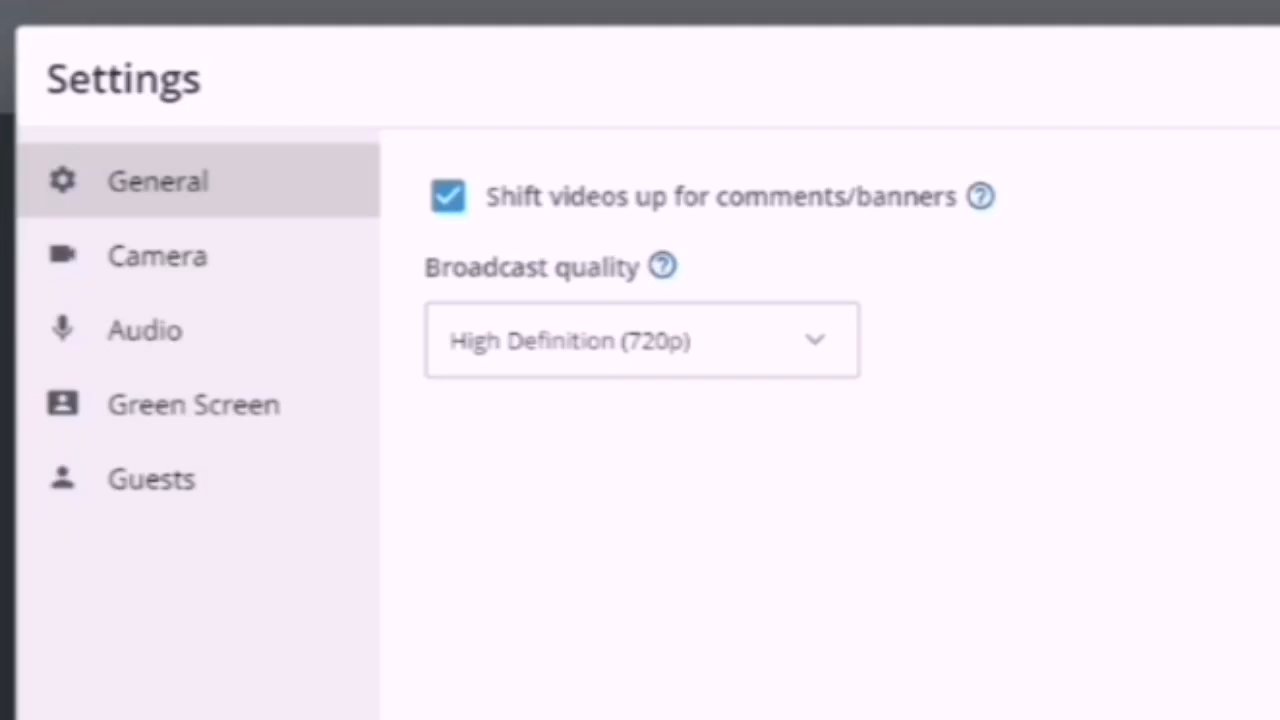 Settings
General
Camera
Audio
Green Screen
Guests
Shift videos up for comments/banners
Broadcast quality
High Definition (720p)